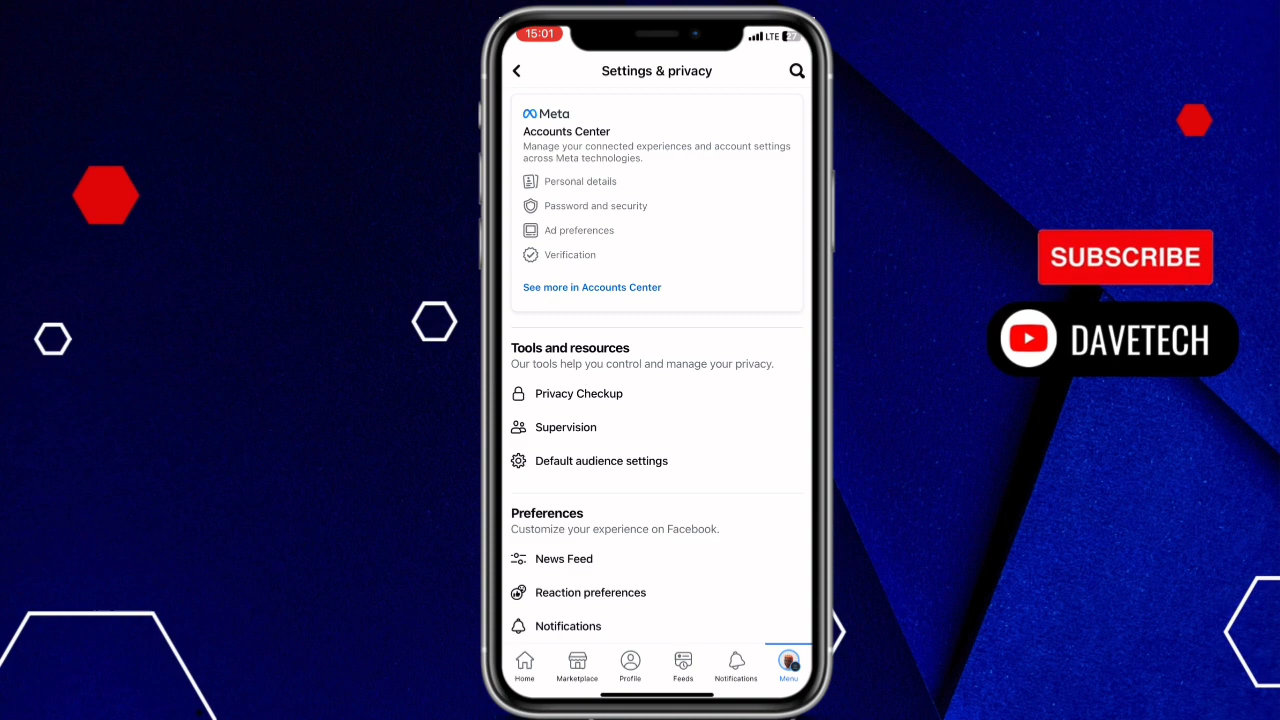 15:01
LTE 27
Settings & privacy
Meta
Accounts Center
Manage your connected experiences and account settings
across Meta technologies.
Personal details
Password and security
Ad preferences
Verification
See more in Accounts Center
Tools and resources
Our tools help you control and manage your privacy.
Privacy Checkup
Supervision
Default audience settings
Preferences
Customize your experience on Facebook.
News Feed
Reaction preferences
Notifications
Home
Marketplace
Profile
Feeds
Notifications
Menu
SUBSCRIBE
DAVETECH